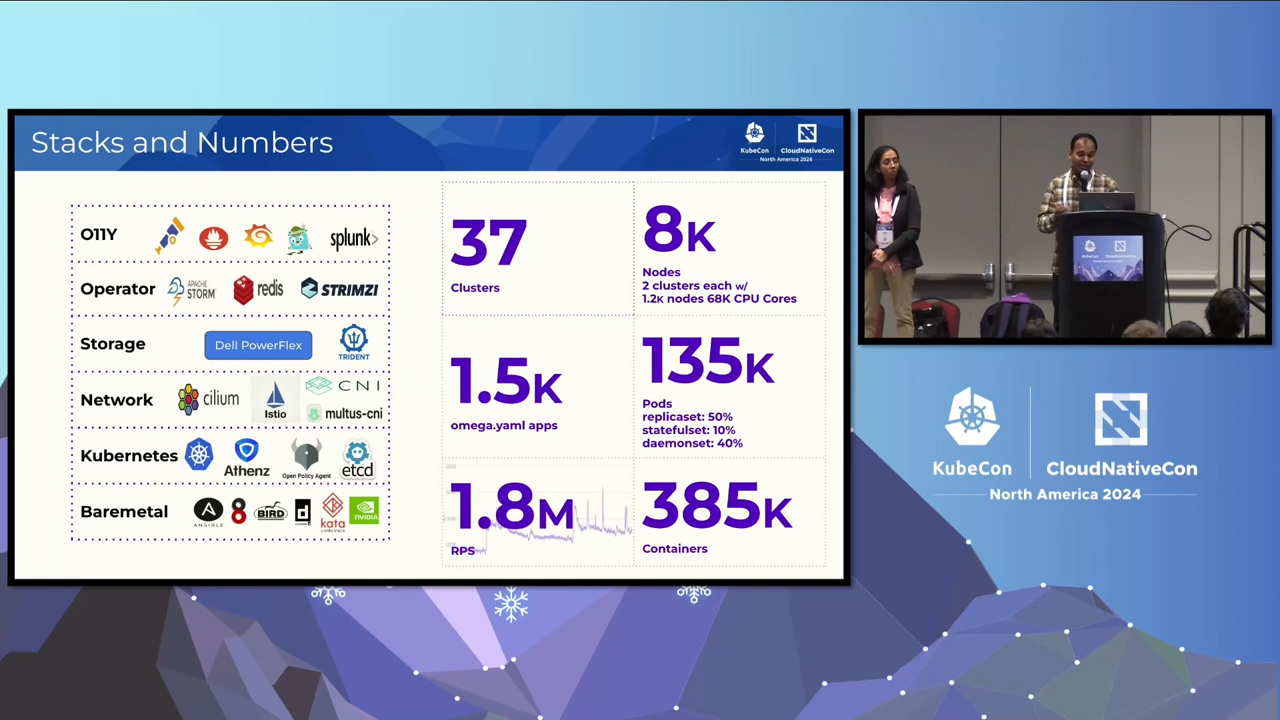 Stacks and Numbers
KubeCon
CloudNativeCon
North America 2024
O11Y
splunk>
Operator
APACHE
STORM
redis
STRIMZI
Storage
Dell PowerFlex
TRIDENT
Network
cilium
Istio
CNI
multus-cni
Kubernetes
Athenz
Open Policy Agent
etcd
Baremetal
ANSIBLE
8
BIRD
d
kata
containers
NVIDIA
37
Clusters
8K
Nodes
2 clusters each w/
1.2K nodes 68K CPU Cores
1.5K
omega.yaml apps
135K
Pods
replicaset: 50%
statefulset: 10%
daemonset: 40%
1.8M
RPS
385K
Containers
KubeCon
CloudNativeCon
North America 2024